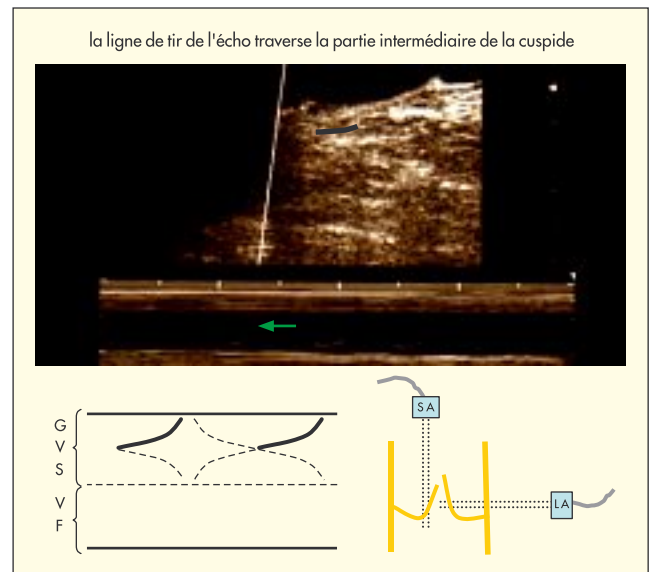 la ligne de tir de l'écho traverse la partie intermédiaire de la cuspide
G
V
S
V
F
SA
LA